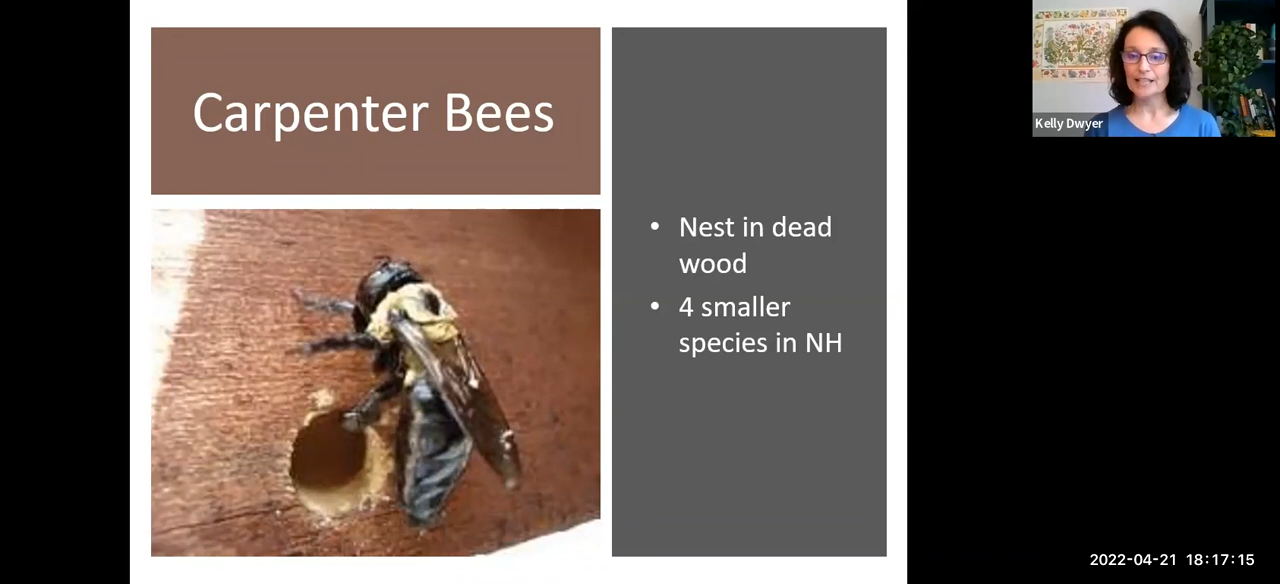 Carpenter Bees
• Nest in dead
wood
• 4 smaller
species in NH
Kelly Dwyer
2022-04-21 18:17:15